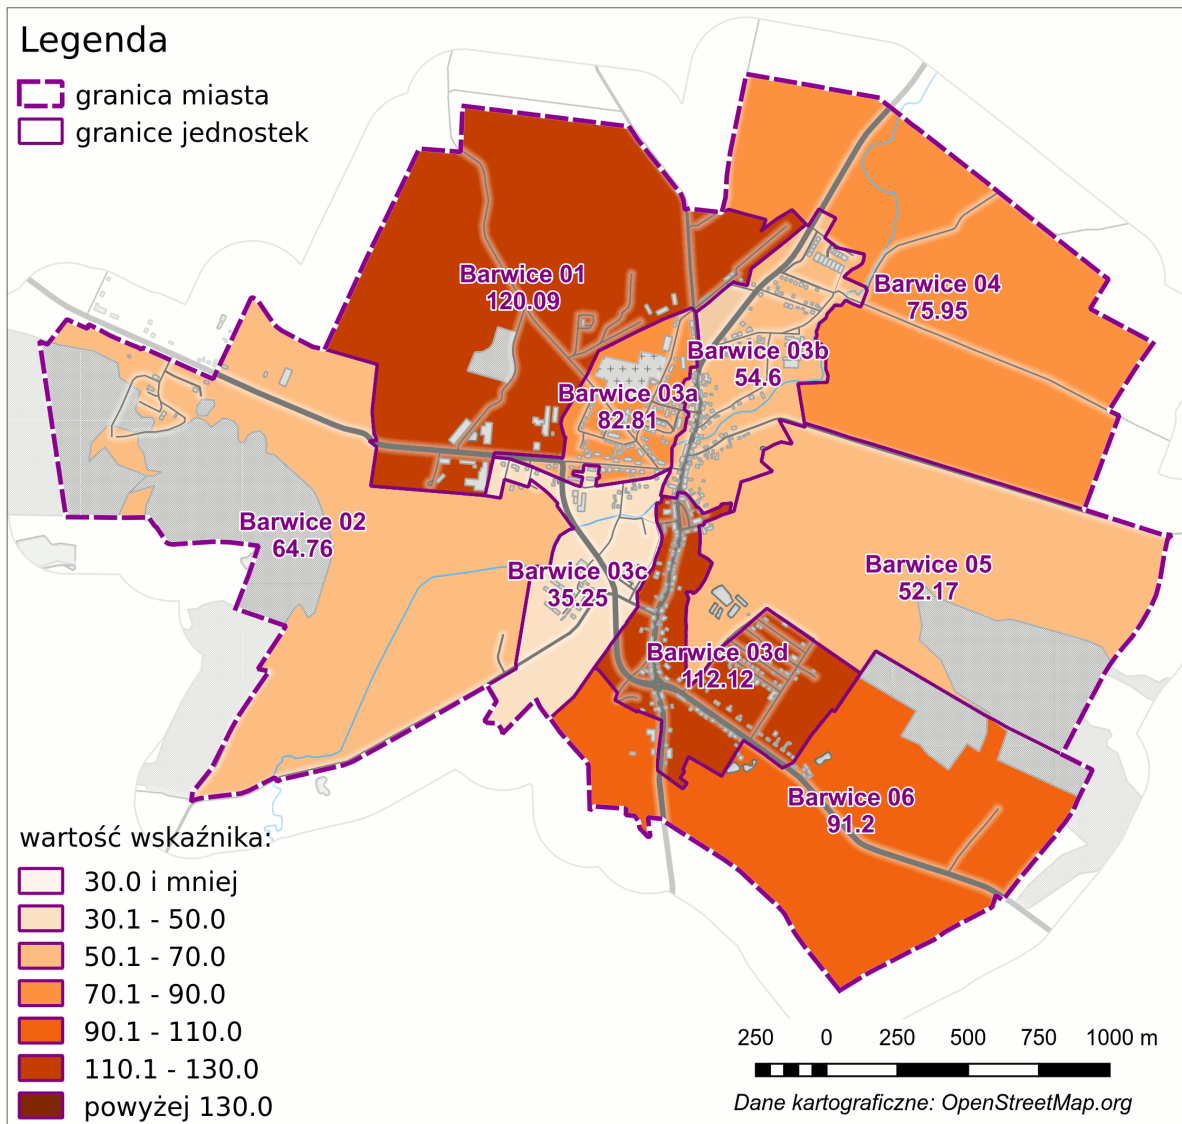 Legenda
granica miasta
granice jednostek
Barwice 01
120.09
Barwice 04
75.95
Barwice 03b
54.6
Barwice 03a
82.81
Barwice 02
64.76
Barwice 03c
35.25
Barwice 05
52.17
Barwice 03d
112.12
Barwice 06
91.2
wartość wskaźnika:
30.0 i mniej
30.1 - 50.0
50.1 - 70.0
70.1 - 90.0
90.1 - 110.0
110.1 - 130.0
powyżej 130.0
250 0 250 500 750 1000 m
Dane kartograficzne: OpenStreetMap.org